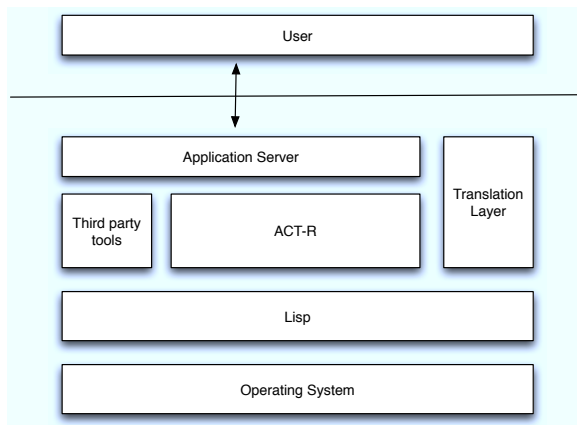 User
Application Server
Translation
Layer
Third party
tools
ACT-R
Lisp
Operating System